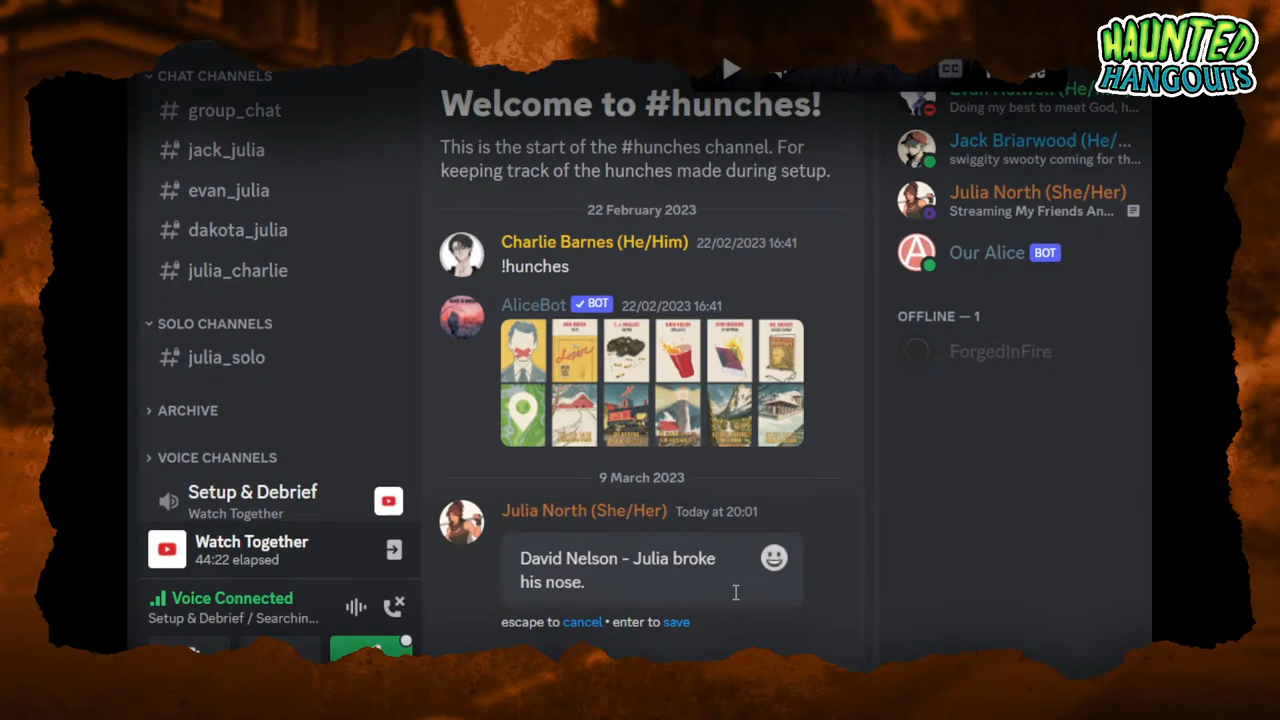 HAUNTED
HANGOUTS
CHAT CHANNELS
# group_chat
# jack_julia
# evan_julia
# dakota_julia
# julia_charlie
SOLO CHANNELS
# julia_solo
ARCHIVE
VOICE CHANNELS
Setup & Debrief
Watch Together
Watch Together
44:22 elapsed
Voice Connected
Setup & Debrief / Searchin...
Welcome to #hunches!
This is the start of the #hunches channel. For
keeping track of the hunches made during setup.
22 February 2023
Charlie Barnes (He/Him) 22/02/2023 16:41
!hunches
AliceBot ✓ BOT 22/02/2023 16:41
Loser
9 March 2023
Julia North (She/Her) Today at 20:01
David Nelson - Julia broke
his nose.
escape to cancel • enter to save
CC
Doing my best to meet God, h...
Jack Briarwood (He/...
swiggity swooty coming for th...
Julia North (She/Her)
Streaming My Friends An...
Our Alice BOT
OFFLINE — 1
ForgedInFire